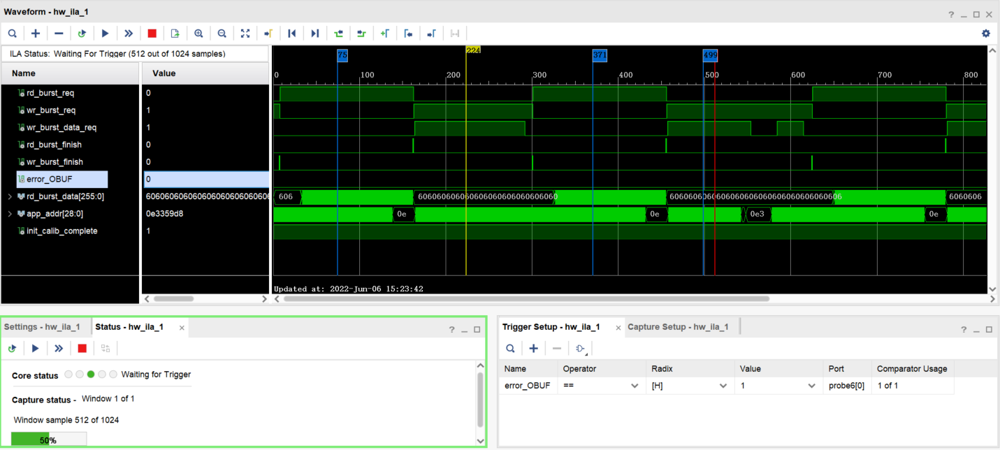 Waveform - hw_ila_1
ILA Status: Waiting For Trigger (512 out of 1024 samples)
Name Value
75 224 371 499
0 100 200 300 400 500 600 700 800
rd_burst_req 0
wr_burst_req 1
wr_burst_data_req 1
rd_burst_finish 0
wr_burst_finish 0
error_OBUF 0
rd_burst_data[255:0] 606 6060606
app_addr[28:0] 0e3359d8 0e 0e 0e3 0e
init_calib_complete 1
Updated at: 2022-Jun-06 15:23:42
Settings - hw_ila_1 Status - hw_ila_1
Core status Waiting for Trigger
Capture status - Window 1 of 1
Window sample 512 of 1024
50%
Trigger Setup - hw_ila_1 Capture Setup - hw_ila_1
Name Operator Radix Value Port Comparator Usage
error_OBUF == [H] 1 probe6[0] 1 of 1